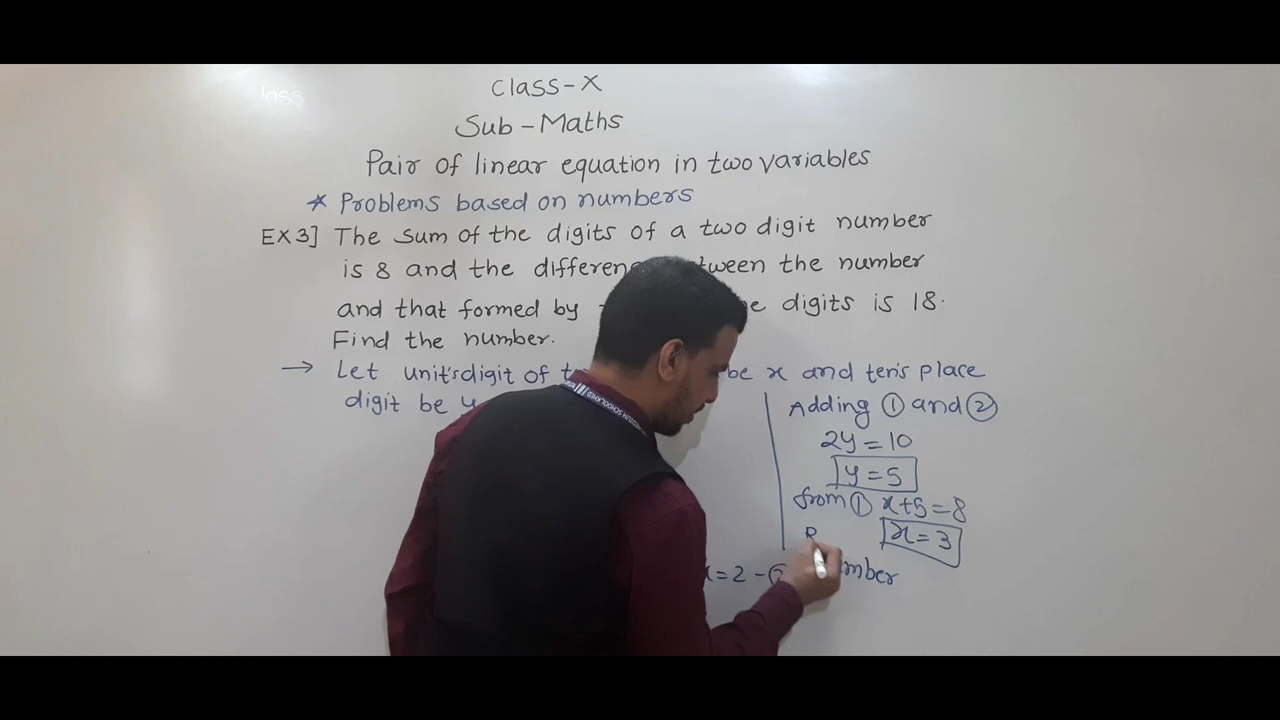 Class-X
Sub-Maths
Pair of linear equation in two variables
* Problems based on numbers
EX 3] The sum of the digits of a two digit number
is 8 and the between the number
and that formed by digits is 18.
Find the number.
→ Let unit's digit of be x and ten's place
digit be y
Adding ① and ②
2y = 10
y = 5
from ① x+5=8
x = 3
= 2 - ②